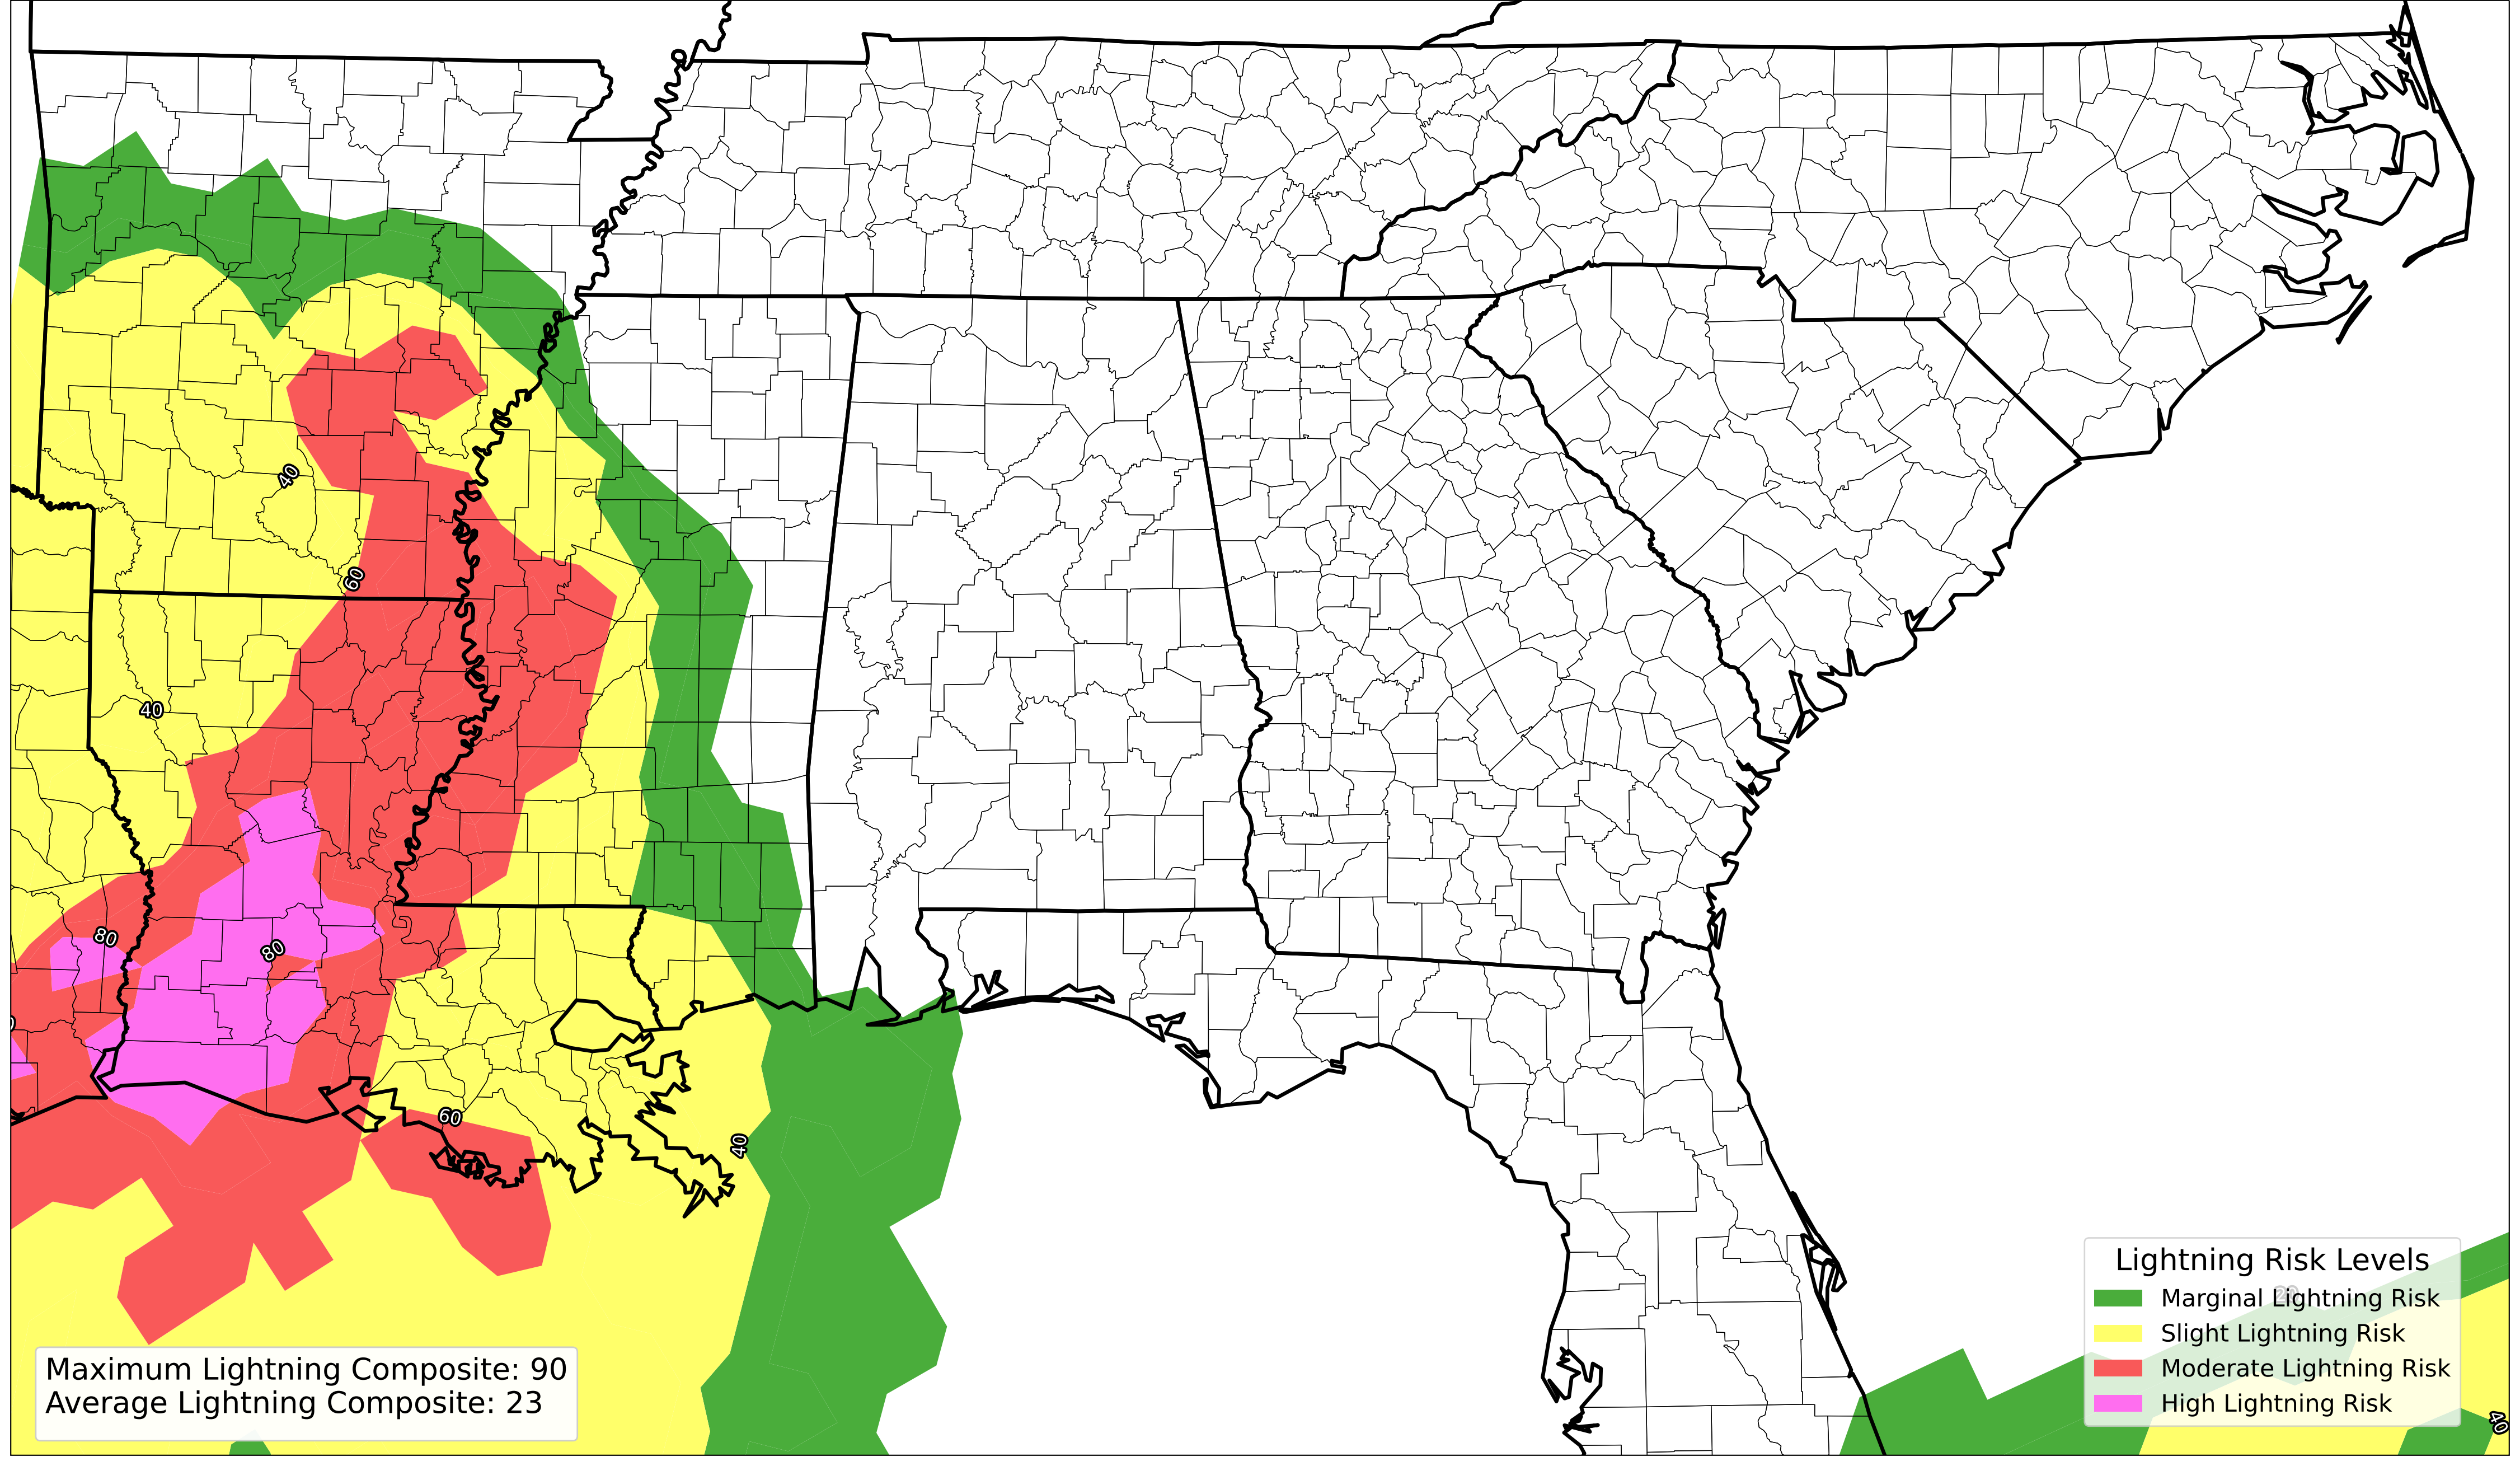 40
60
40
80
80
60
40
Lightning Risk Levels
20
Marginal Lightning Risk
Slight Lightning Risk
Moderate Lightning Risk
High Lightning Risk
40
Maximum Lightning Composite: 90
Average Lightning Composite: 23